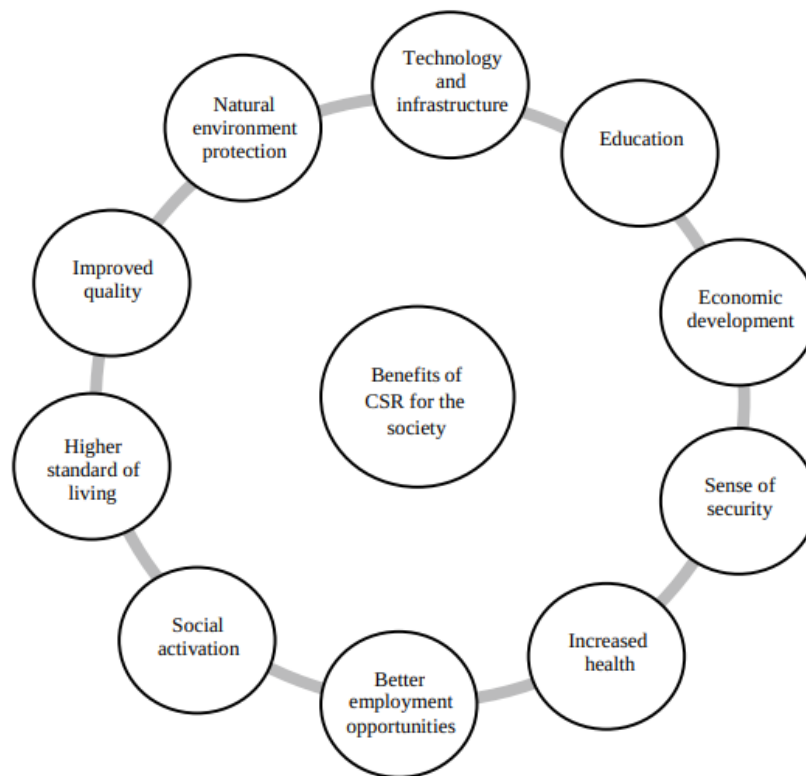 Technology
and
infrastructure
Education
Economic
development
Sense of
security
Increased
health
Better
employment
opportunities
Social
activation
Higher
standard of
living
Improved
quality
Natural
environment
protection
Benefits of
CSR for the
society